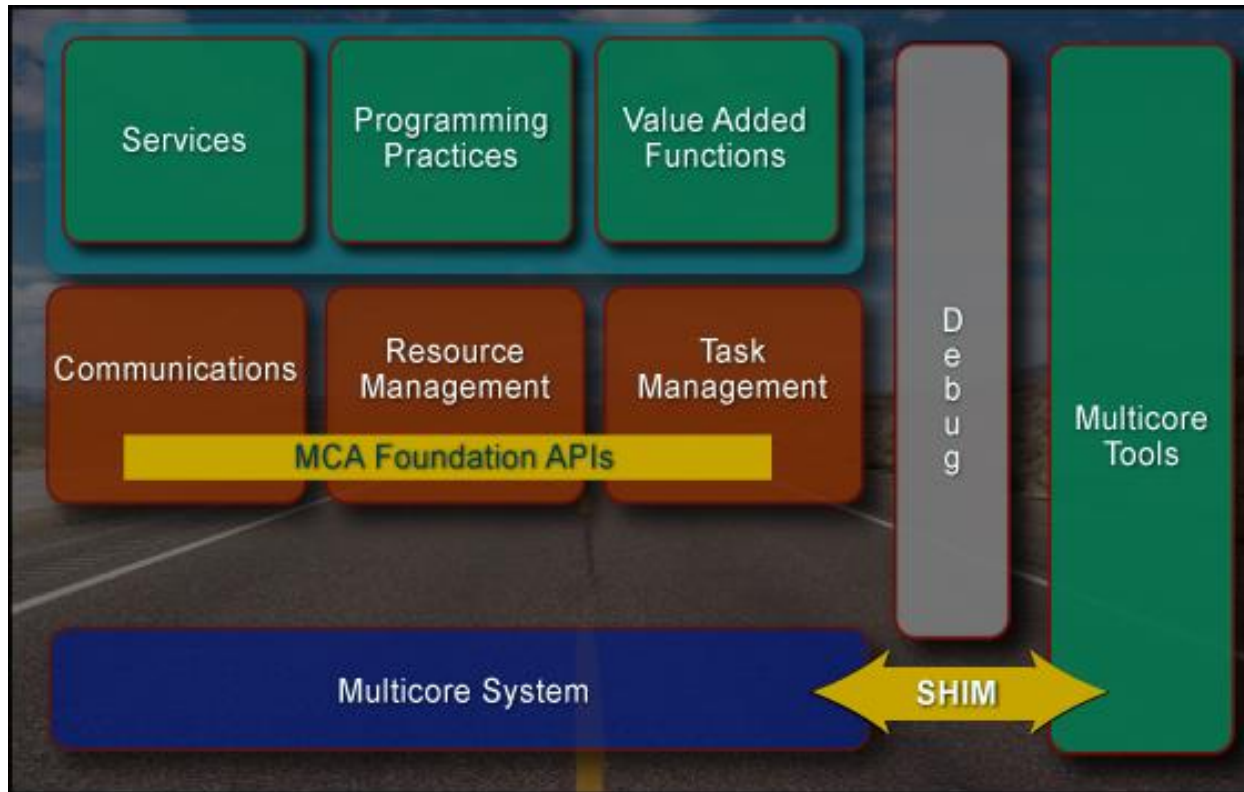 Services
Programming
Practices
Value Added
Functions
Communications
Resource
Management
Task
Management
MCA Foundation APIs
Debug
Multicore
Tools
Multicore System
SHIM